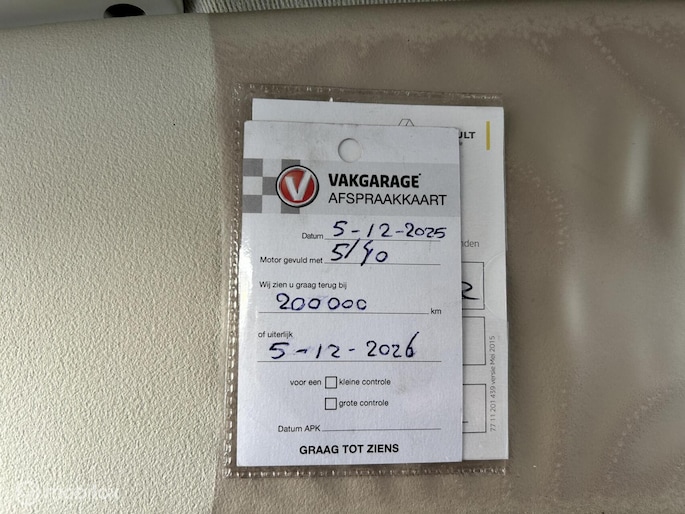 VAKGARAGE
AFSPRAAKKAART
Datum 5-12-2025
Motor gevuld met 5/40
Wij zien u graag terug bij
200000 km
of uiterlijk
5-12-2026
voor een kleine controle
grote controle
Datum APK
GRAAG TOT ZIENS
ULT
nden
77 11 201 439 versie Mei 2015